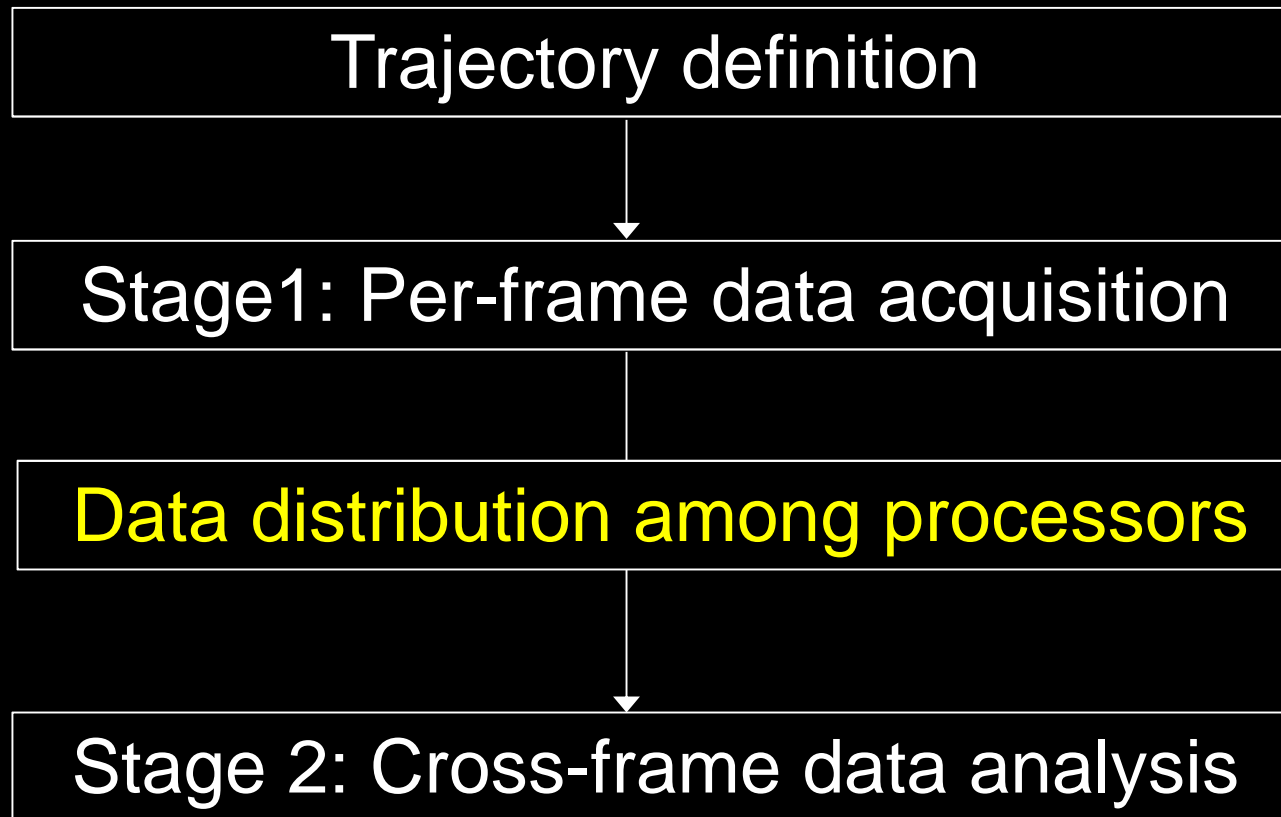 Trajectory definition
Stage1: Per-frame data acquisition
Data distribution among processors
Stage 2: Cross-frame data analysis